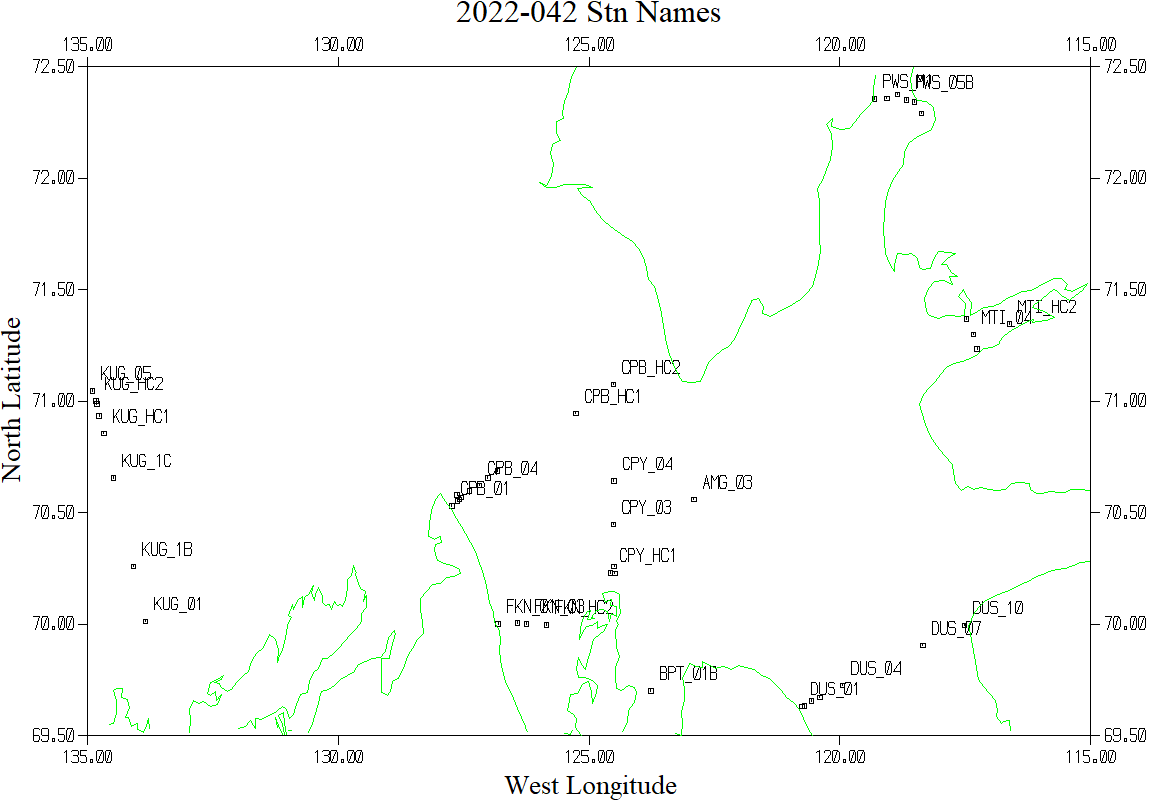 2022-042 Stn Names
135.00 130.00 125.00 120.00 115.00
72.50 72.50
PWS_05B
72.00 72.00
71.50 71.50
MTI_HC2
MTI_04
KUG_05
CPB_HC2
KUG_HC2
CPB_HC1
71.00 71.00
KUG_HC1
KUG_1C
CPY_04
CPB_04
AMG_03
CPB_01
CPY_03
70.50 70.50
KUG_1B
CPY_HC1
KUG_01
FKN_HC2
DUS_10
70.00 70.00
DUS_07
BPT_01B
DUS_04
DUS_01
69.50 69.50
135.00 130.00 125.00 120.00 115.00
West Longitude
North Latitude